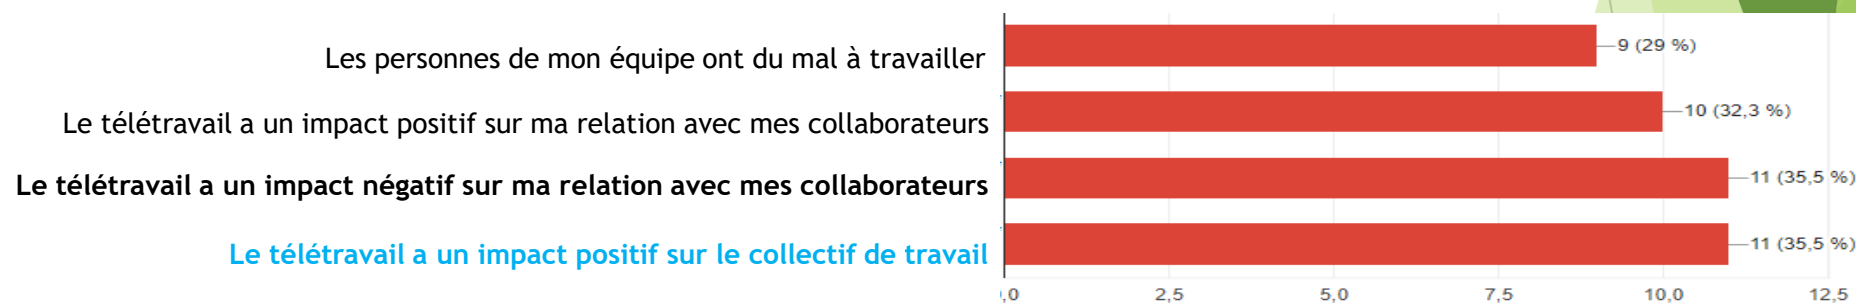 Les personnes de mon équipe ont du mal à travailler
9 (29 %)
Le télétravail a un impact positif sur ma relation avec mes collaborateurs
10 (32,3 %)
Le télétravail a un impact négatif sur ma relation avec mes collaborateurs
11 (35,5 %)
Le télétravail a un impact positif sur le collectif de travail
11 (35,5 %)
,0 2,5 5,0 7,5 10,0 12,5